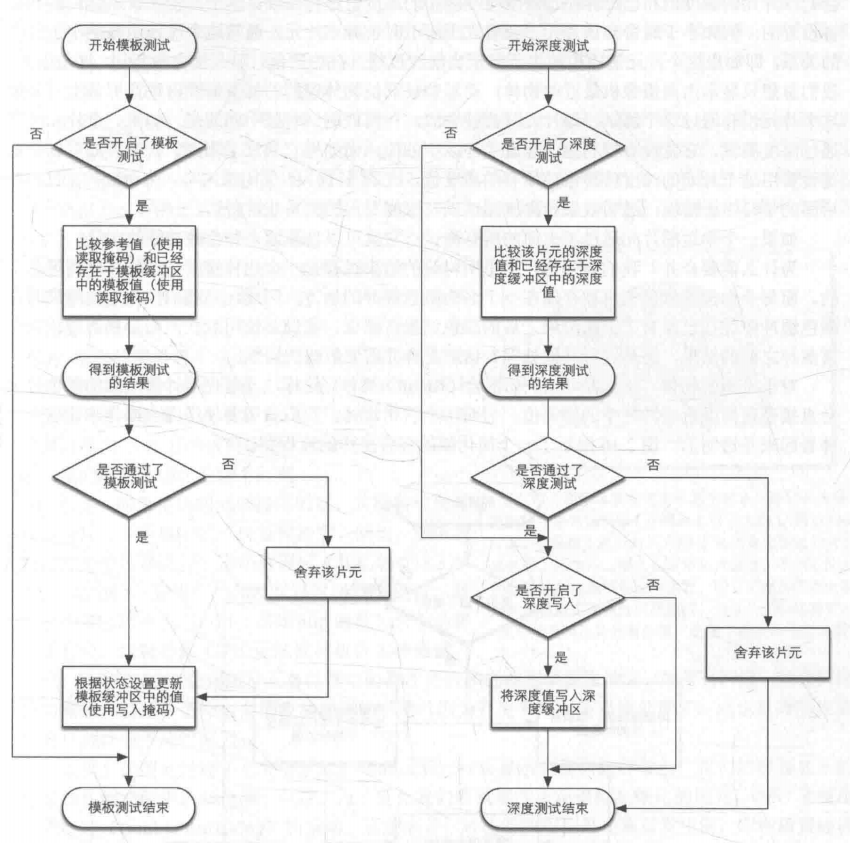 开始模板测试
否
是否开启了模板
测试
是
比较参考值（使用
读取掩码）和已经
存在于模板缓冲区
中的模板值（使用
读取掩码）
得到模板测试
的结果
是否通过了
模板测试
否
是
舍弃该片元
根据状态设置更新
模板缓冲区中的值
（使用写入掩码）
模板测试结束
开始深度测试
否
是否开启了深度
测试
是
比较该片元的深度
值和已经存在于深
度缓冲区中的深度
值
得到深度测试
的结果
是否通过了
深度测试
否
是
是否开启了
深度写入
否
是
舍弃该片元
将深度值写入深
度缓冲区
深度测试结束